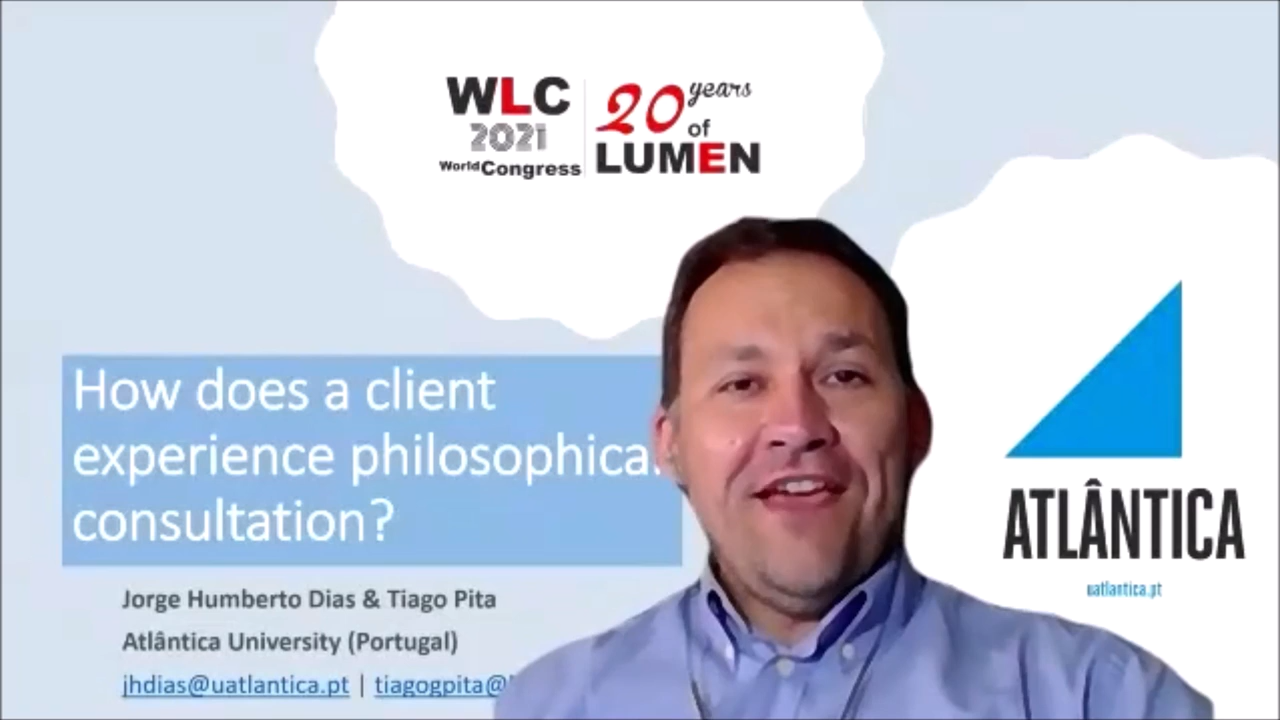 WLC
2021
World Congress
20 years
of
LUMEN
How does a client
experience philosophical
consultation?
Jorge Humberto Dias & Tiago Pita
Atlântica University (Portugal)
jhdias@uatlantica.pt | tiagogpita@
ATLÂNTICA
uatlantica.pt